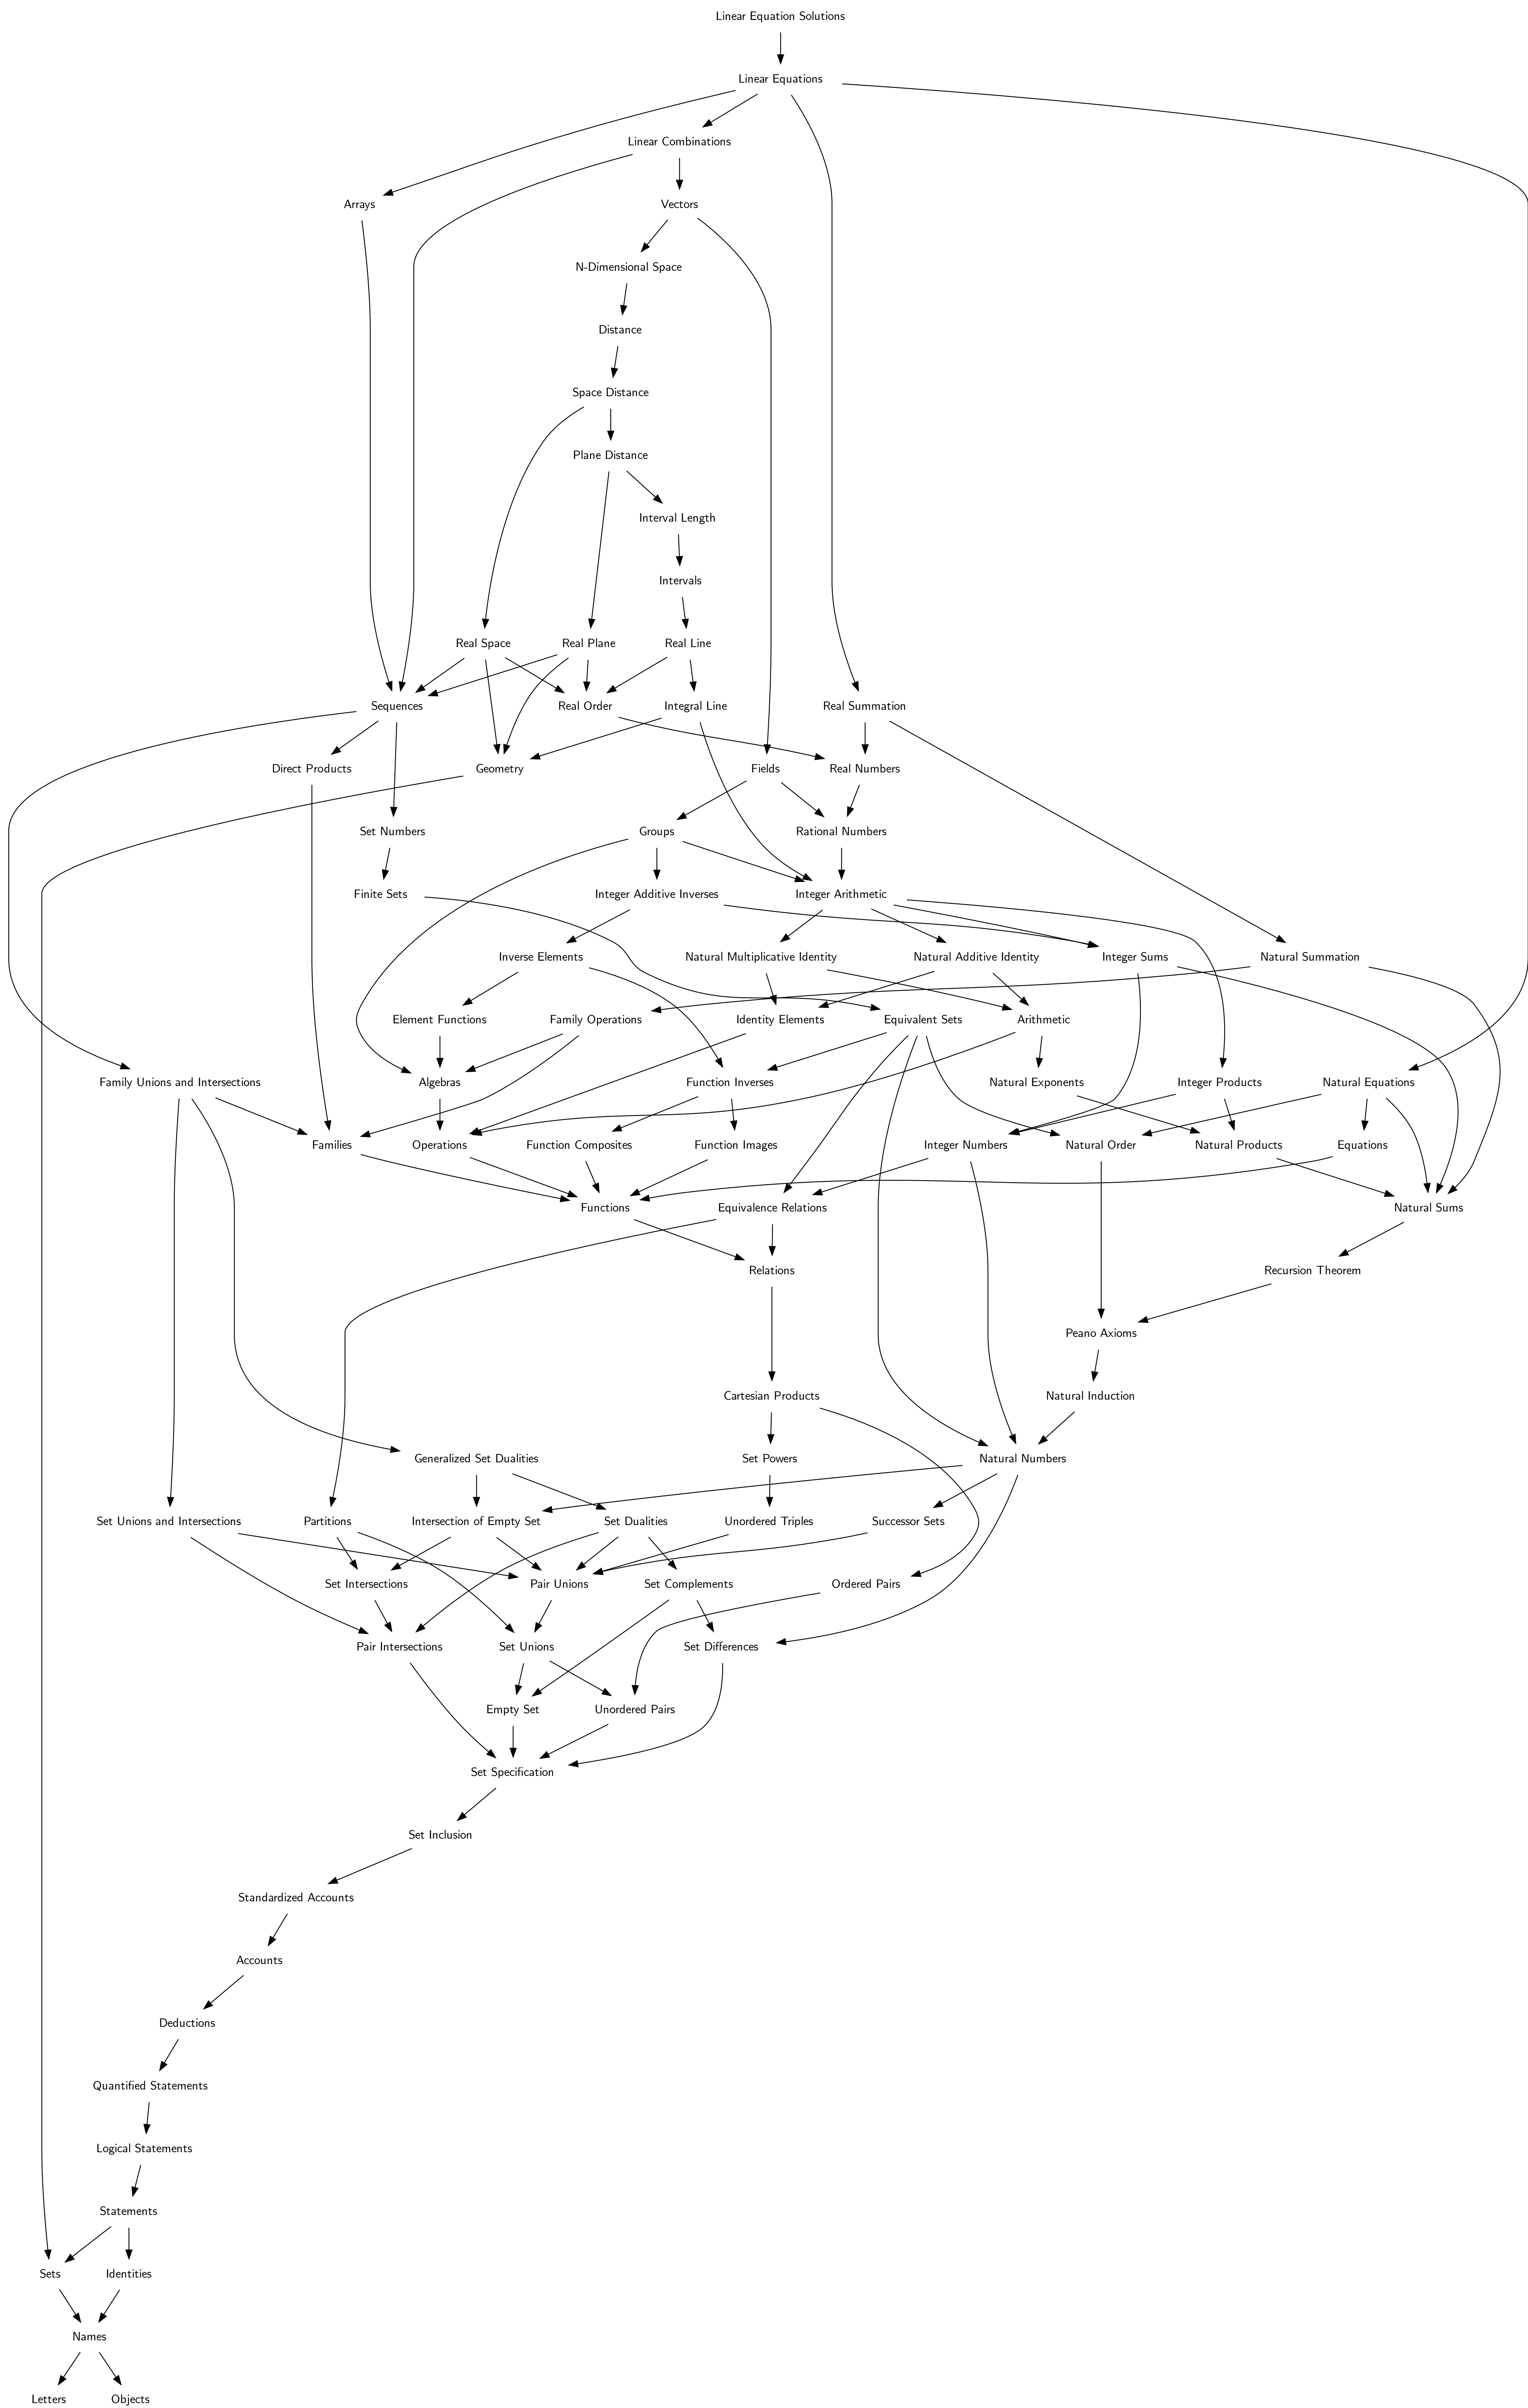 Linear Equation Solutions
Linear Equations
Linear Combinations
Arrays
Vectors
N-Dimensional Space
Distance
Space Distance
Plane Distance
Interval Length
Intervals
Real Space
Real Plane
Real Line
Sequences
Real Order
Integral Line
Real Summation
Direct Products
Geometry
Fields
Real Numbers
Set Numbers
Groups
Rational Numbers
Finite Sets
Integer Additive Inverses
Integer Arithmetic
Inverse Elements
Natural Multiplicative Identity
Natural Additive Identity
Integer Sums
Natural Summation
Element Functions
Family Operations
Identity Elements
Equivalent Sets
Arithmetic
Family Unions and Intersections
Algebras
Function Inverses
Natural Exponents
Integer Products
Natural Equations
Families
Operations
Function Composites
Function Images
Integer Numbers
Natural Order
Natural Products
Equations
Functions
Equivalence Relations
Natural Sums
Relations
Recursion Theorem
Peano Axioms
Cartesian Products
Natural Induction
Generalized Set Dualities
Set Powers
Natural Numbers
Set Unions and Intersections
Partitions
Intersection of Empty Set
Set Dualities
Unordered Triples
Successor Sets
Set Intersections
Pair Unions
Set Complements
Ordered Pairs
Pair Intersections
Set Unions
Set Differences
Empty Set
Unordered Pairs
Set Specification
Set Inclusion
Standardized Accounts
Accounts
Deductions
Quantified Statements
Logical Statements
Statements
Sets
Identities
Names
Letters
Objects